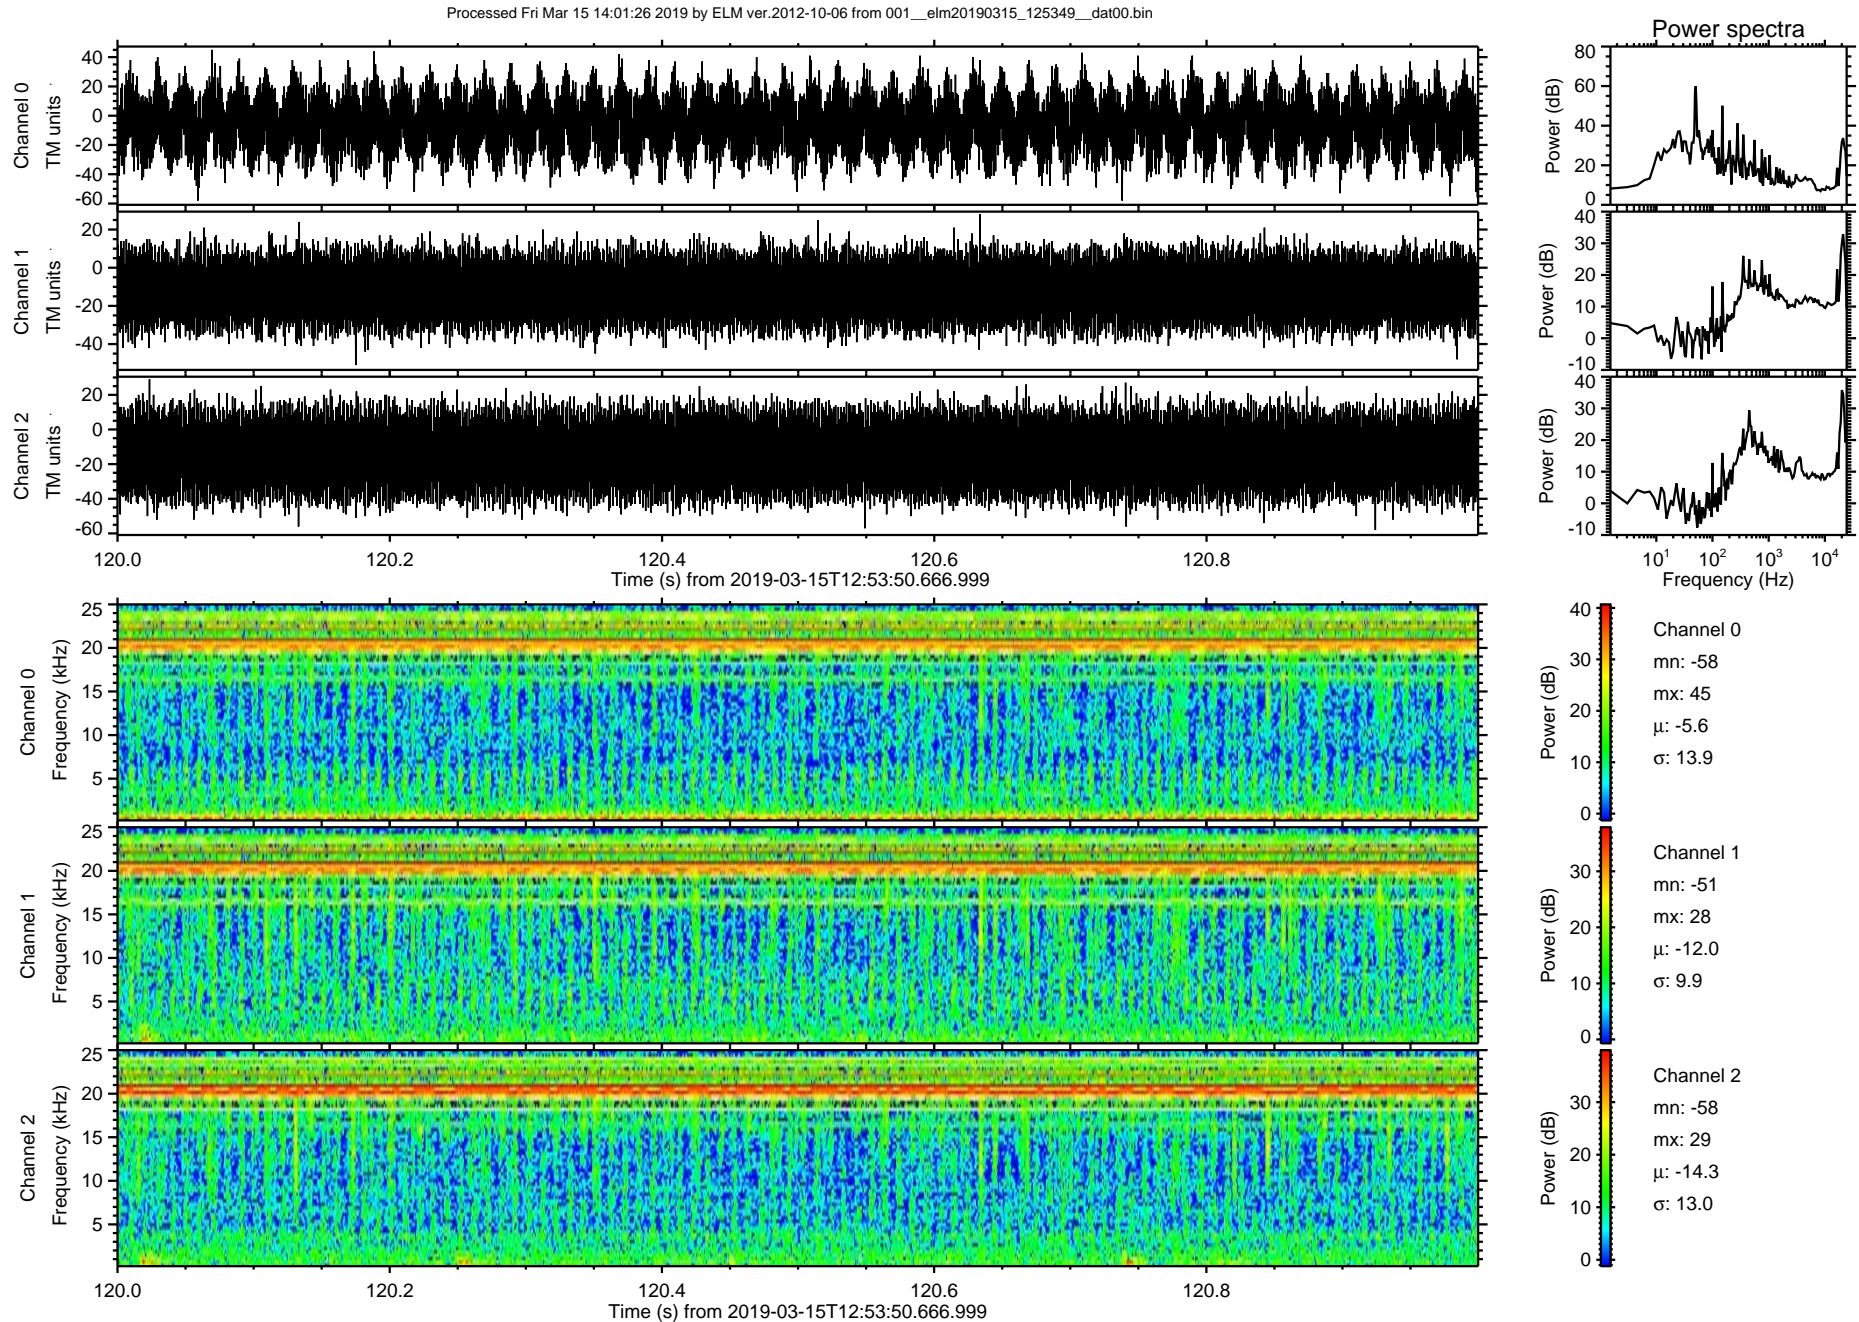 Processed Fri Mar 15 14:01:26 2019 by ELM ver.2012-10-06 from 001__elm20190315_125349__dat00.bin
Power spectra
Channel 0
TM units
40
20
0
-20
-40
-60
Power (dB)
80
60
40
20
0
Channel 1
TM units
20
0
-20
-40
Power (dB)
40
30
20
10
0
-10
Channel 2
TM units
20
0
-20
-40
-60
Power (dB)
40
30
20
10
0
-10
120.0 120.2 120.4 120.6 120.8
Time (s) from 2019-03-15T12:53:50.666.999
10¹ 10² 10³ 10⁴
Frequency (Hz)
Channel 0
Frequency (kHz)
25
20
15
10
5
Power (dB)
40
30
20
10
0
Channel 0
mn: -58
mx: 45
µ: -5.6
σ: 13.9
Channel 1
Frequency (kHz)
25
20
15
10
5
Power (dB)
30
20
10
0
Channel 1
mn: -51
mx: 28
µ: -12.0
σ: 9.9
Channel 2
Frequency (kHz)
25
20
15
10
5
Power (dB)
30
20
10
0
Channel 2
mn: -58
mx: 29
µ: -14.3
σ: 13.0
120.0 120.2 120.4 120.6 120.8
Time (s) from 2019-03-15T12:53:50.666.999